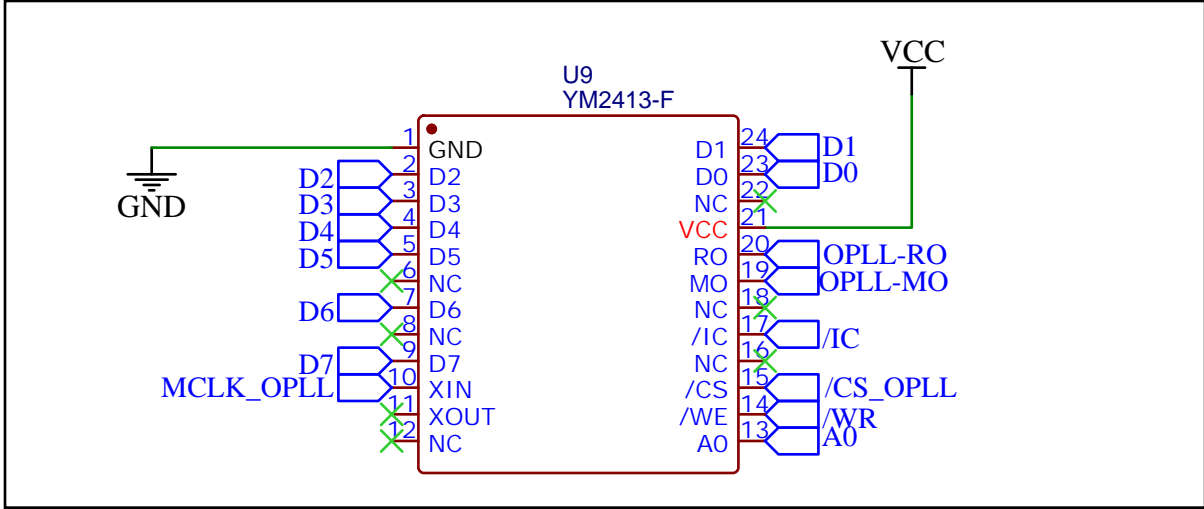 VCC
U9
YM2413-F
GND
1
GND
D2
2
D2
D3
3
D3
D4
4
D4
D5
5
D5
6
NC
D6
7
D6
8
NC
D7
9
D7
MCLK_OPLL
10
XIN
11
XOUT
12
NC
D1
24
D1
D0
23
D0
NC
22
VCC
21
RO
20
OPLL-RO
MO
19
OPLL-MO
NC
18
/IC
17
/IC
NC
16
/CS
15
/CS_OPLL
/WE
14
/WR
A0
13
A0